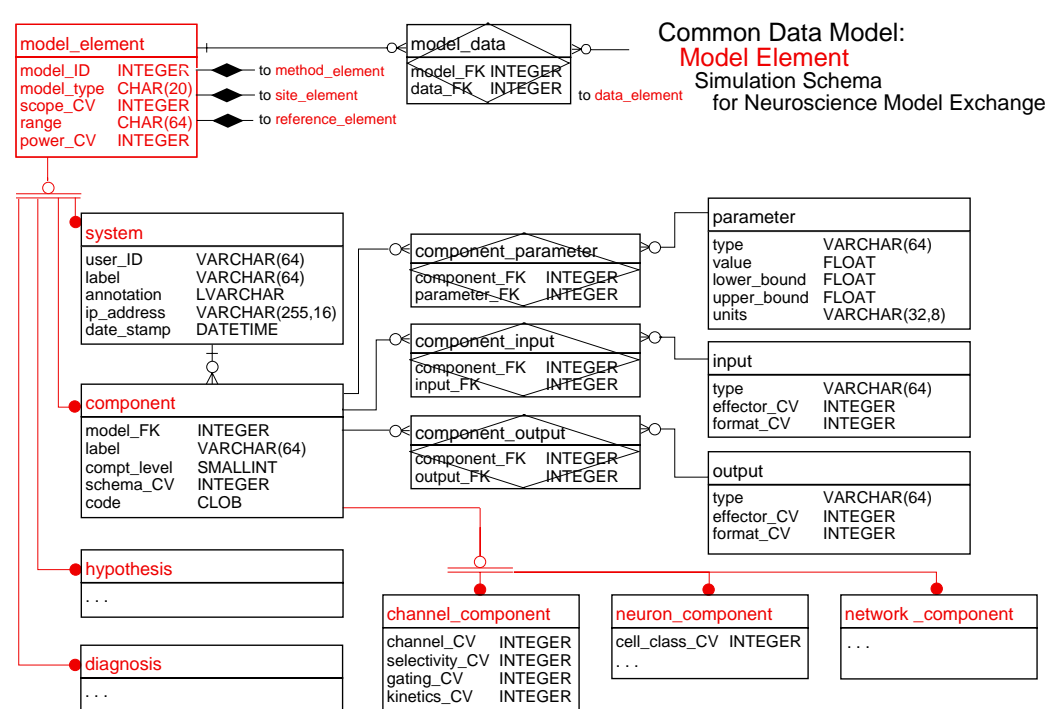 Common Data Model:
Model Element
Simulation Schema
for Neuroscience Model Exchange
model_element
model_ID INTEGER
model_type CHAR(20)
scope_CV INTEGER
range CHAR(64)
power_CV INTEGER
to method_element
to site_element
to reference_element
model_data
model_FK INTEGER
data_FK INTEGER
to data_element
system
user_ID VARCHAR(64)
label VARCHAR(64)
annotation LVARCHAR
ip_address VARCHAR(255,16)
date_stamp DATETIME
component_parameter
component_FK INTEGER
parameter_FK INTEGER
parameter
type VARCHAR(64)
value FLOAT
lower_bound FLOAT
upper_bound FLOAT
units VARCHAR(32,8)
component_input
component_FK INTEGER
input_FK INTEGER
input
type VARCHAR(64)
effector_CV INTEGER
format_CV INTEGER
component
model_FK INTEGER
label VARCHAR(64)
compt_level SMALLINT
schema_CV INTEGER
code CLOB
component_output
component_FK INTEGER
output_FK INTEGER
output
type VARCHAR(64)
effector_CV INTEGER
format_CV INTEGER
hypothesis
. . .
diagnosis
. . .
channel_component
channel_CV INTEGER
selectivity_CV INTEGER
gating_CV INTEGER
kinetics_CV INTEGER
neuron_component
cell_class_CV INTEGER
. . .
network _component
. . .